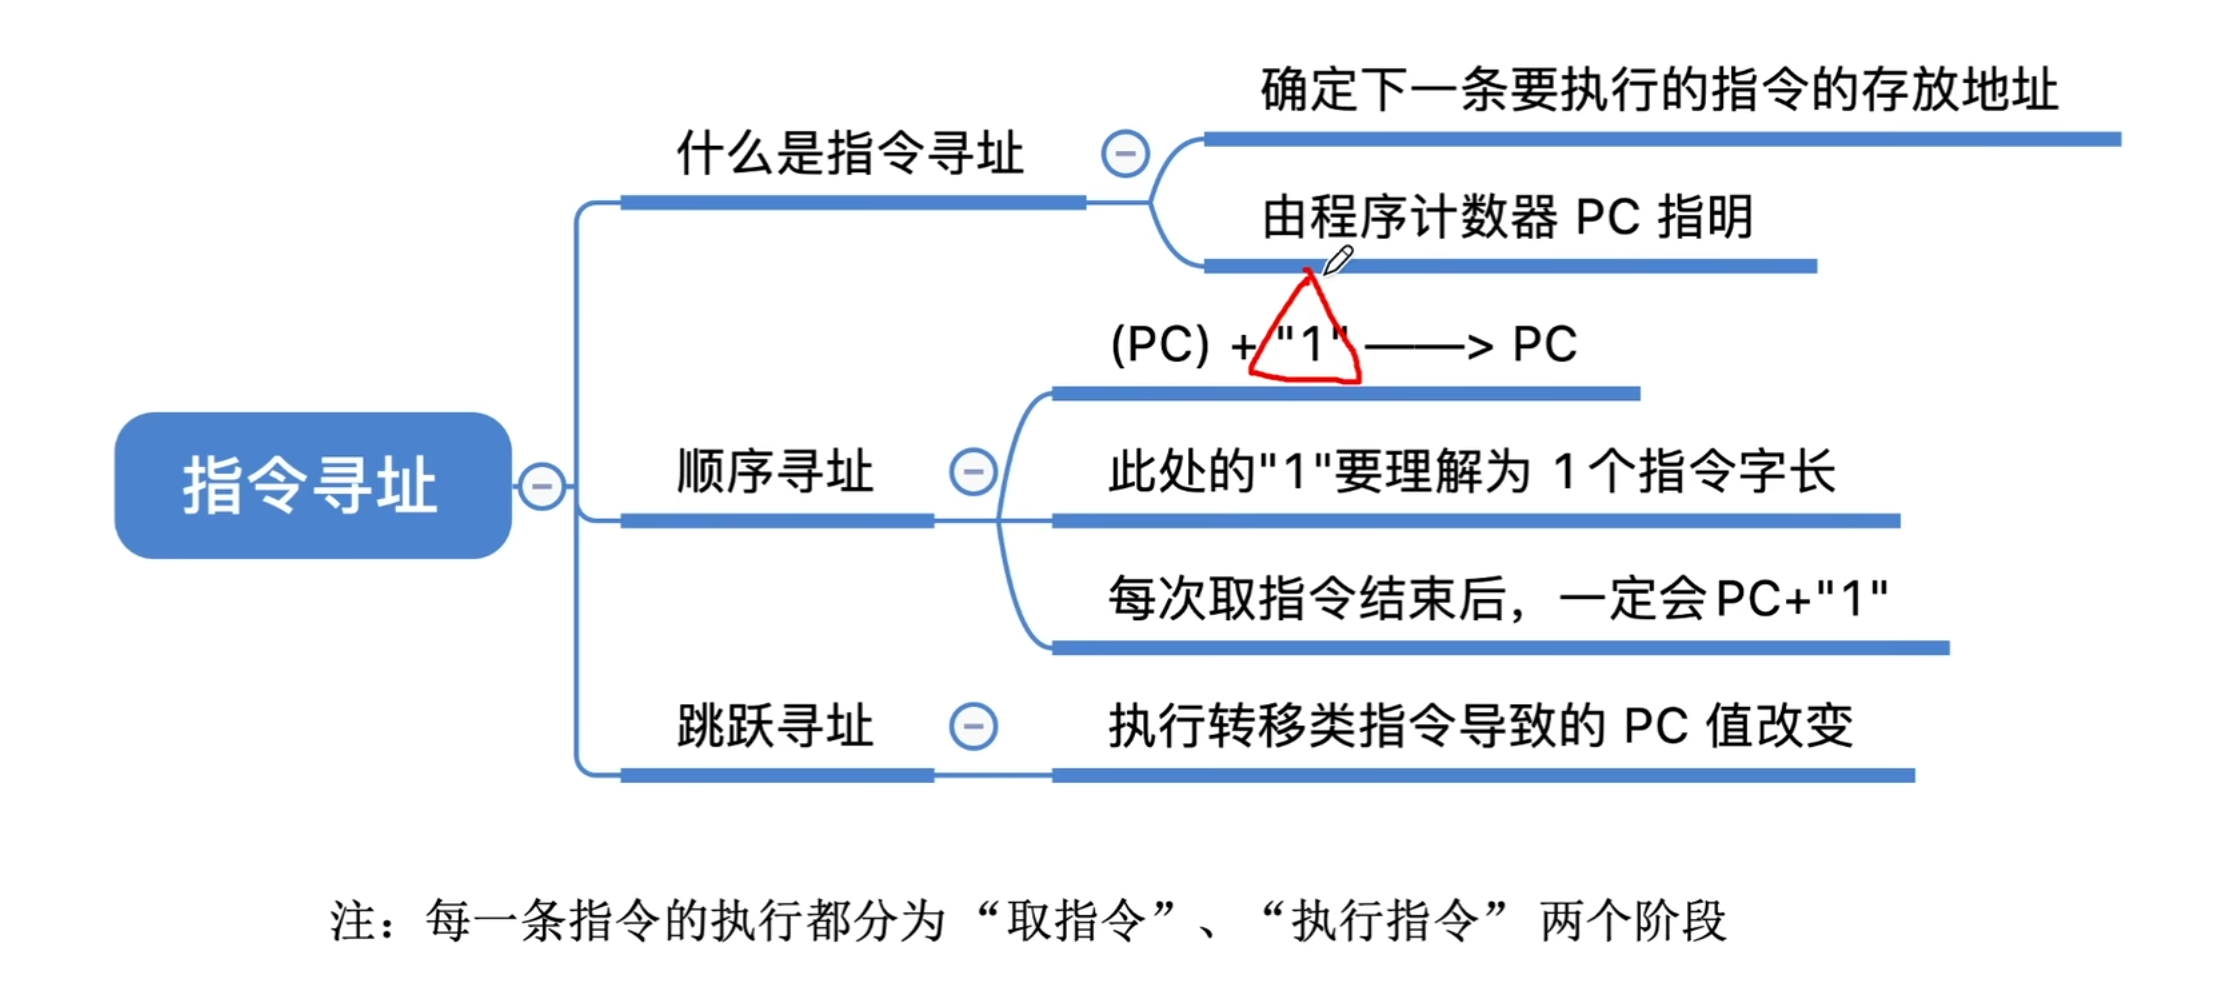 指令寻址
什么是指令寻址
确定下一条要执行的指令的存放地址
由程序计数器 PC 指明
顺序寻址
(PC) + "1" ——> PC
此处的"1"要理解为 1个指令字长
每次取指令结束后，一定会PC+"1"
跳跃寻址
执行转移类指令导致的 PC 值改变
注：每一条指令的执行都分为“取指令”、“执行指令” 两个阶段